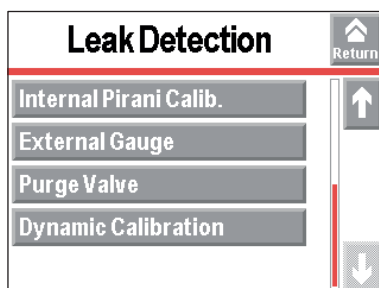 Leak Detection
Return
Internal Pirani Calib.
External Gauge
Purge Valve
Dynamic Calibration